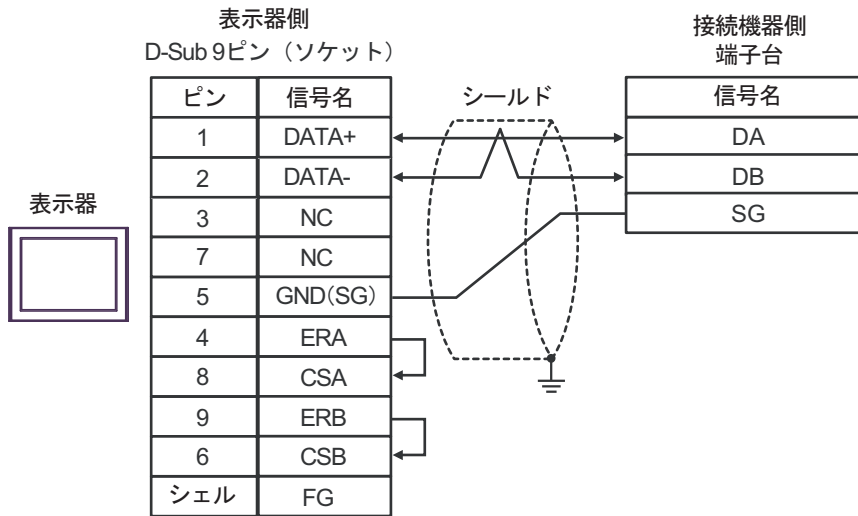 表示器側
D-Sub 9ピン（ソケット）
接続機器側
端子台
ピン 信号名 シールド 信号名
1 DATA+ DA
2 DATA- DB
表示器 3 NC SG
7 NC
5 GND(SG)
4 ERA
8 CSA
9 ERB
6 CSB
シェル FG